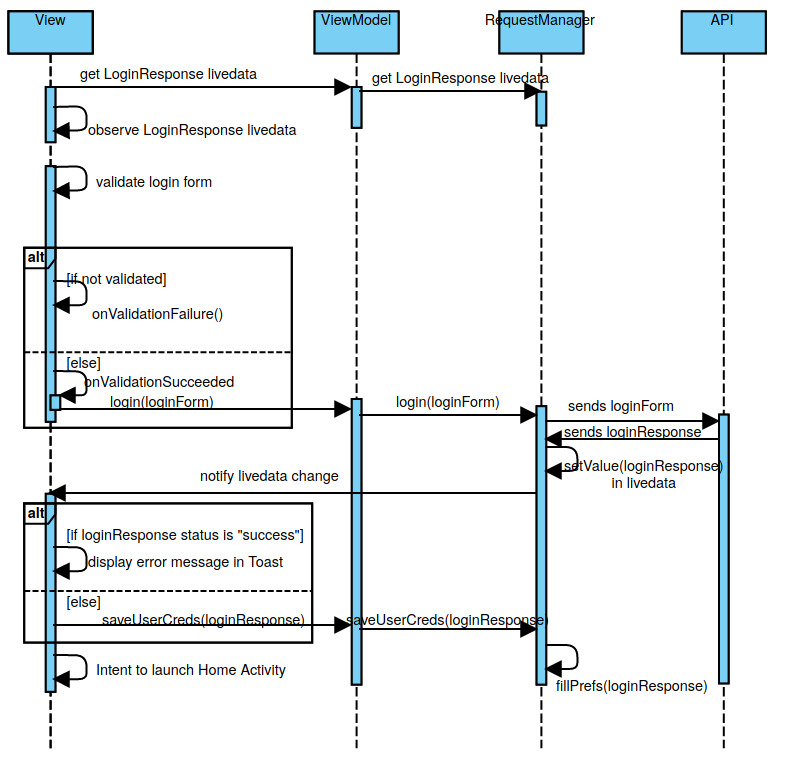 View
ViewModel
RequestManager
API
get LoginResponse livedata
get LoginResponse livedata
observe LoginResponse livedata
validate login form
alt
[if not validated]
onValidationFailure()
[else]
onValidationSucceeded
login(loginForm)
login(loginForm)
sends loginForm
sends loginResponse
setValue(loginResponse)
in livedata
notify livedata change
alt
[if loginResponse status is "success"]
display error message in Toast
[else]
saveUserCreds(loginResponse)
saveUserCreds(loginResponse)
Intent to launch Home Activity
fillPrefs(loginResponse)